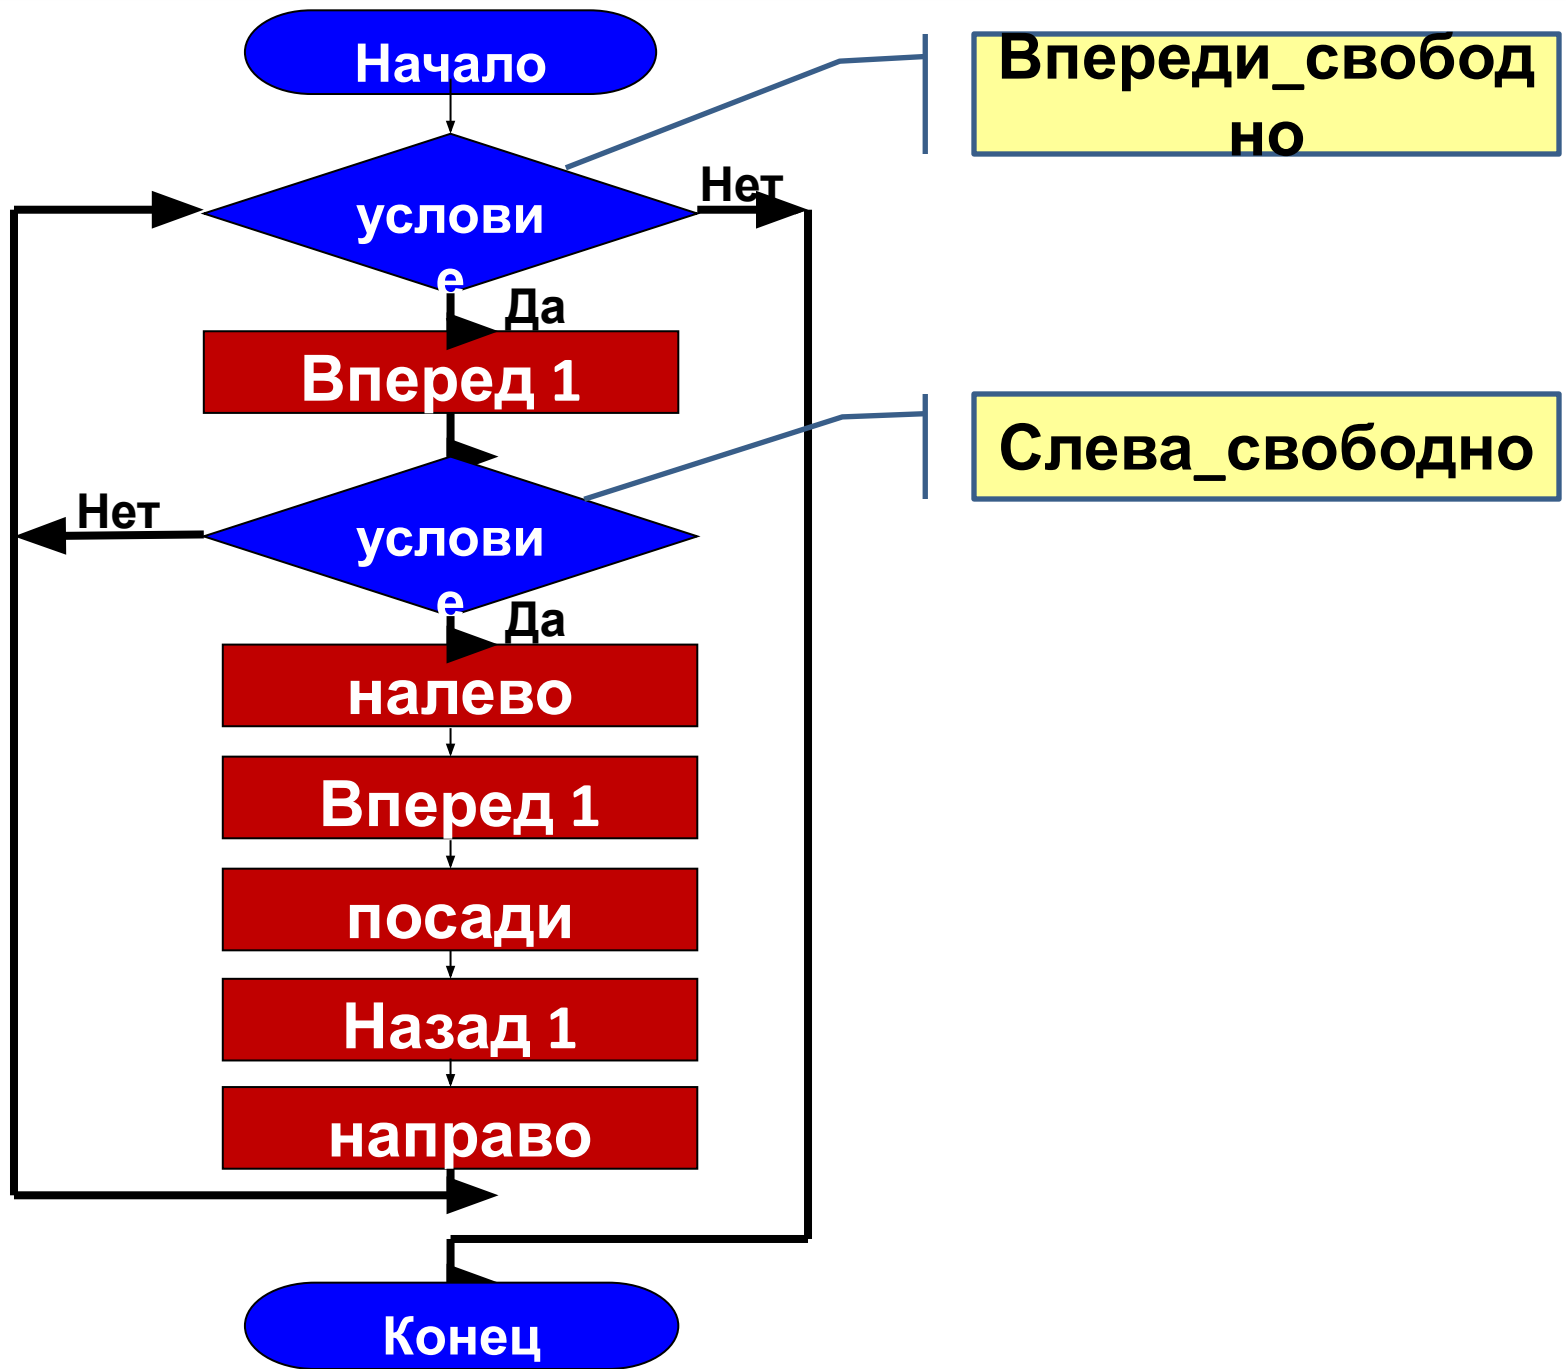 Начало
Впереди_свобод
но
Нет
услови
е
Да
Вперед 1
Слева_свободно
Нет
услови
е
Да
налево
Вперед 1
посади
Назад 1
направо
Конец